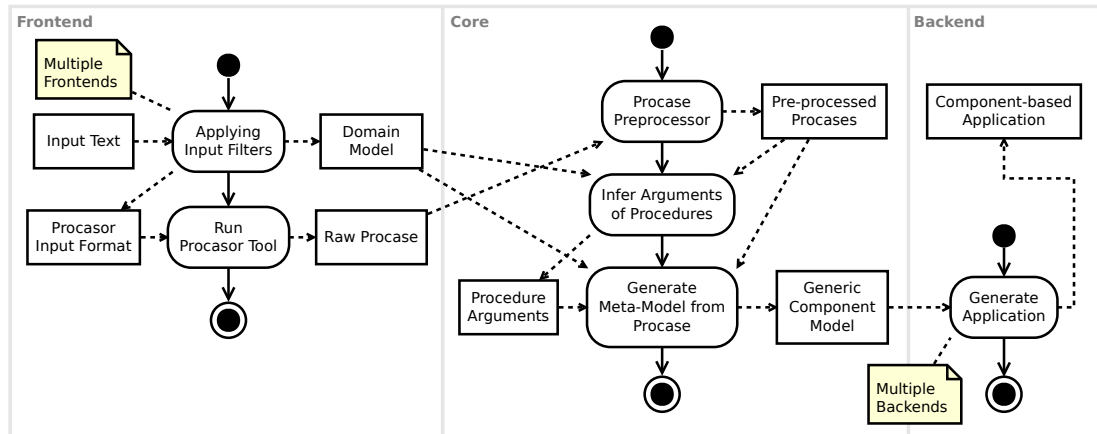 Frontend
Core
Backend
Multiple
Frontends
Input Text
Applying
Input Filters
Domain
Model
Procasor
Input Format
Run
Procasor Tool
Raw Procase
Procase
Preprocessor
Pre-processed
Procases
Infer Arguments
of Procedures
Procedure
Arguments
Generate
Meta-Model from
Procase
Generic
Component
Model
Component-based
Application
Generate
Application
Multiple
Backends